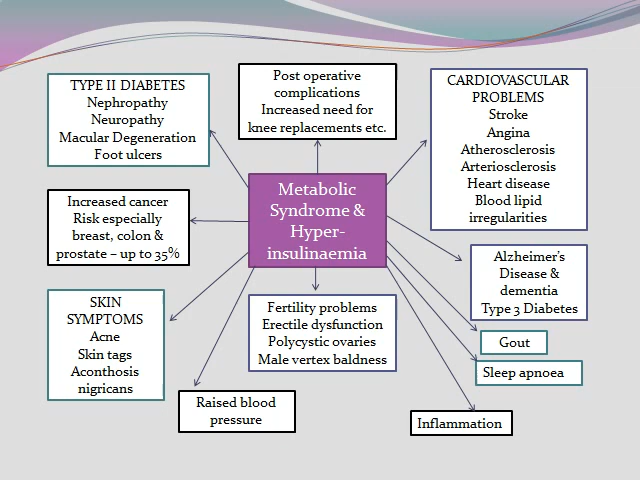 TYPE II DIABETES
Nephropathy
Neuropathy
Macular Degeneration
Foot ulcers
Post operative
complications
Increased need for
knee replacements etc.
CARDIOVASCULAR
PROBLEMS
Stroke
Angina
Atherosclerosis
Arteriosclerosis
Heart disease
Blood lipid
irregularities
Metabolic
Syndrome &
Hyper-
insulinaemia
Increased cancer
Risk especially
breast, colon &
prostate – up to 35%
Alzheimer's
Disease &
dementia
Type 3 Diabetes
SKIN
SYMPTOMS
Acne
Skin tags
Aconthosis
nigricans
Fertility problems
Erectile dysfunction
Polycystic ovaries
Male vertex baldness
Gout
Sleep apnoea
Raised blood
pressure
Inflammation